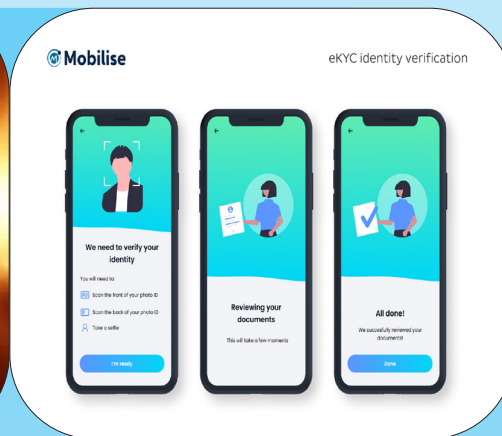 Mobilise
eKYC identity verification
We need to verify your
identity
You will need to:
Scan the front of your photo ID
Scan the back of your photo ID
Take a selfie
I'm ready
Reviewing your
documents
This will take a few moments
All done!
We succesfully reviewed your
documents!
Done